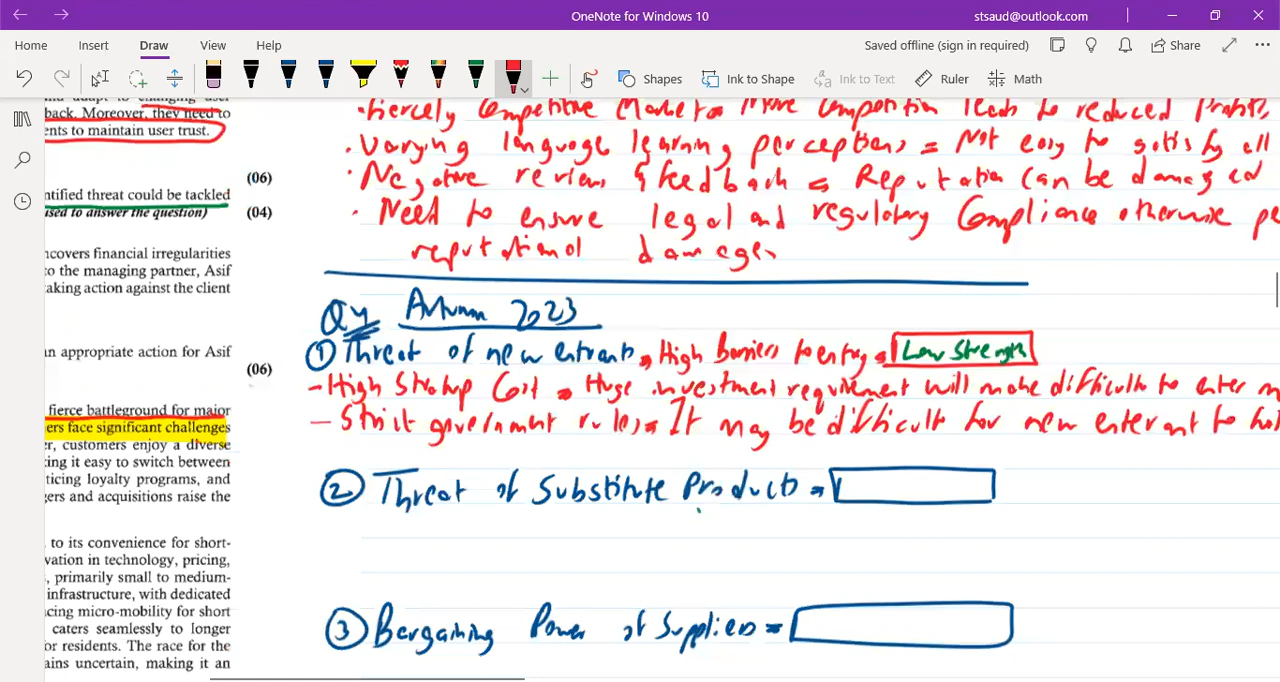 OneNote for Windows 10
stsaud@outlook.com
Home Insert Draw View Help
Saved offline (sign in required) Share
Shapes Ink to Shape Ink to Text Ruler Math
back. Moreover, they need to
ents to maintain user trust.
(06)
ntified threat could be tackled
used to answer the question) (04)
ncovers financial irregularities
to the managing partner, Asif
taking action against the client
an appropriate action for Asif
(06)
fierce battleground for major
ers face significant challenges
er, customers enjoy a diverse
ing it easy to switch between
ticing loyalty programs, and
gers and acquisitions raise the
to its convenience for short-
vation in technology, pricing,
, primarily small to medium-
infrastructure, with dedicated
cing micro-mobility for short
caters seamlessly to longer
or residents. The race for the
ains uncertain, making it an
• fiercely Competitive Market = More Competition leads to reduced Profits,
• Varying language learning perceptions = Not easy to satisfy all
• Negative reviews & feedback = Reputation can be damaged
• Need to ensure legal and regulatory Compliance otherwise pe
reputational damages
Q4 Autumn 2023
① Threat of new entrants = High Barriers to entry = Low Strength
- High Startup Cost = Huge investment requirement will make difficult to enter m
- Strict government rules = It may be difficult for new enterant to
② Threat of Substitute Products =
③ Bergaining Power of Suppliers =